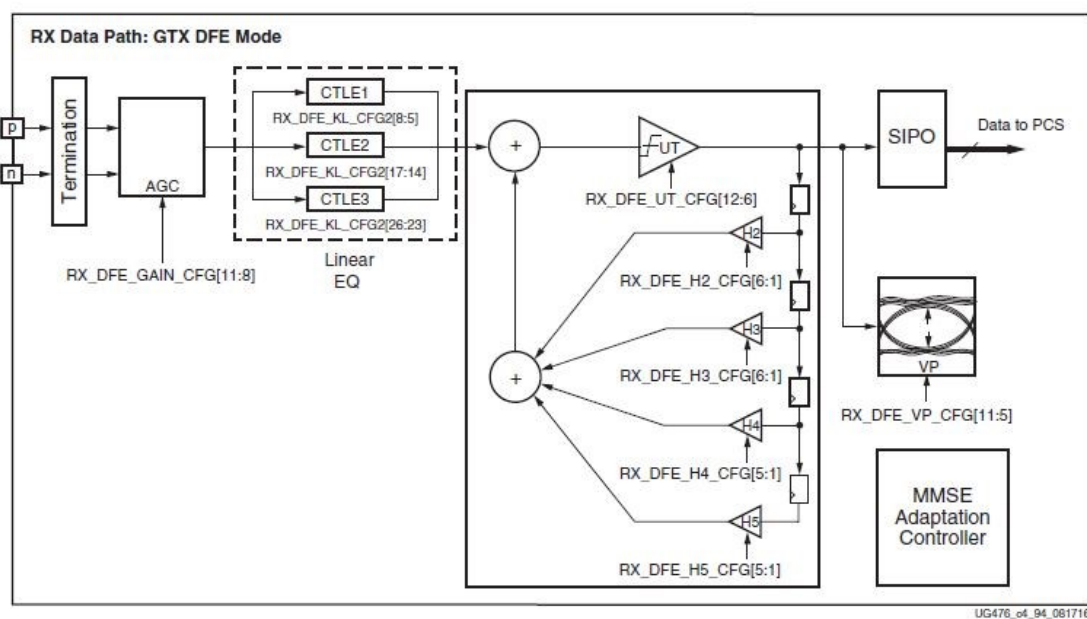 RX Data Path: GTX DFE Mode
p
n
Termination
AGC
RX_DFE_GAIN_CFG[11:8]
CTLE1
RX_DFE_KL_CFG2[8:5]
CTLE2
RX_DFE_KL_CFG2[17:14]
CTLE3
RX_DFE_KL_CFG2[26:23]
Linear
EQ
+
+
UT
RX_DFE_UT_CFG[12:6]
H2
RX_DFE_H2_CFG[6:1]
H3
RX_DFE_H3_CFG[6:1]
H4
RX_DFE_H4_CFG[5:1]
H5
RX_DFE_H5_CFG[5:1]
SIPO
Data to PCS
VP
RX_DFE_VP_CFG[11:5]
MMSE
Adaptation
Controller
UG476_c4_94_081716